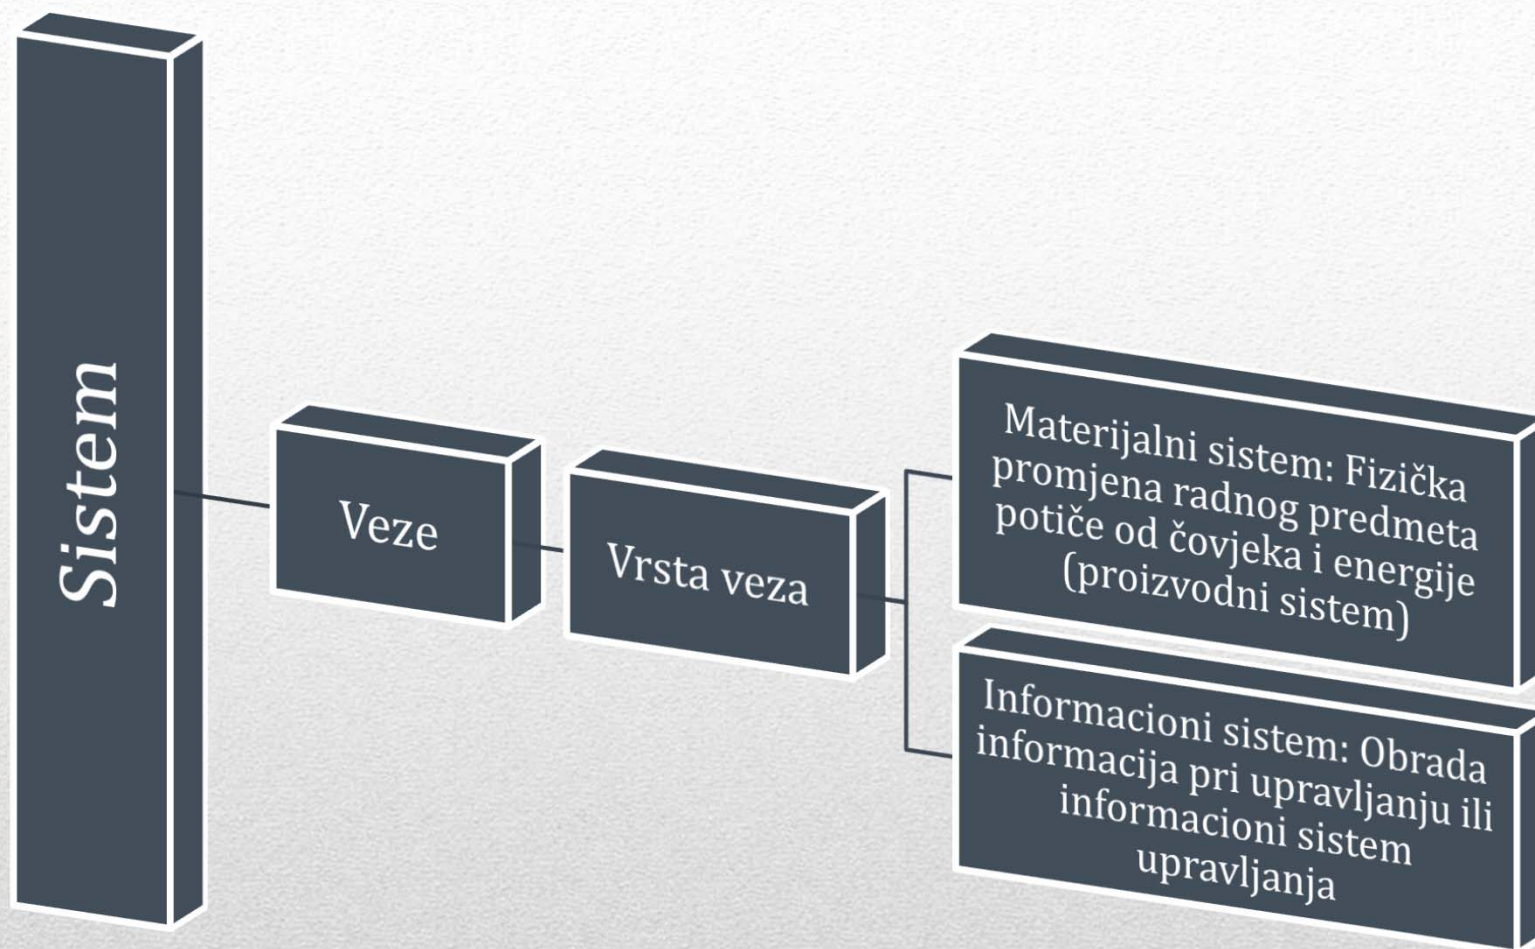 Sistem
Veze
Vrsta veza
Materijalni sistem: Fizička
promjena radnog predmeta
potiče od čovjeka i energije
(proizvodni sistem)
Informacioni sistem: Obrada
informacija pri upravljanju ili
informacioni sistem
upravljanja